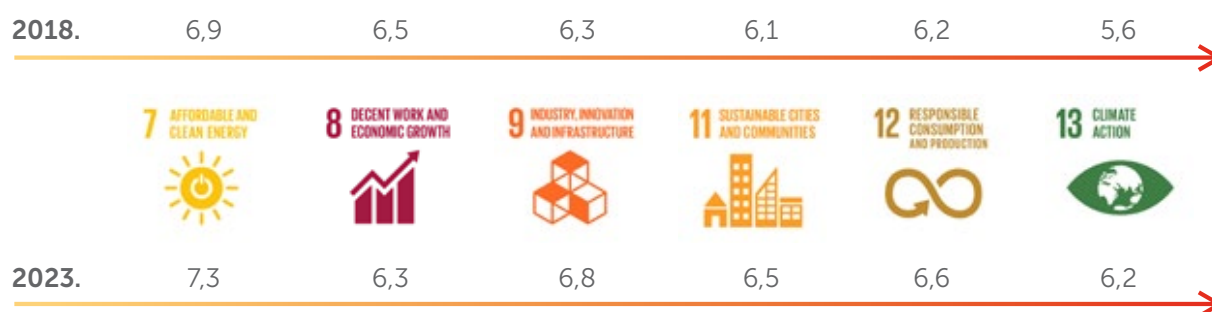 2018. 6,9 6,5 6,3 6,1 6,2 5,6
7 AFFORDABLE AND CLEAN ENERGY
8 DECENT WORK AND ECONOMIC GROWTH
9 INDUSTRY, INNOVATION AND INFRASTRUCTURE
11 SUSTAINABLE CITIES AND COMMUNITIES
12 RESPONSIBLE CONSUMPTION AND PRODUCTION
13 CLIMATE ACTION
2023. 7,3 6,3 6,8 6,5 6,6 6,2